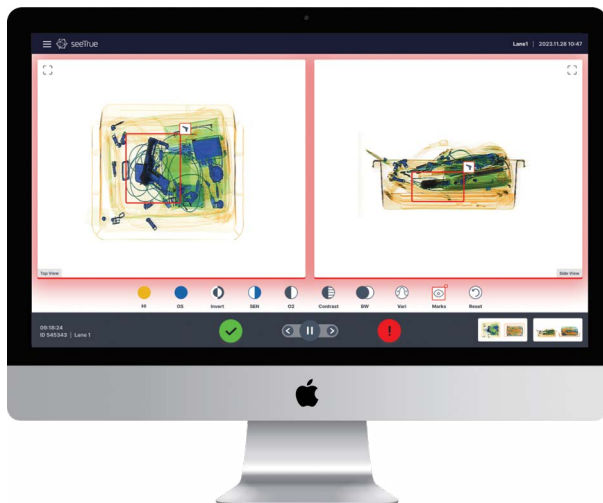 seeTrue
Lane1 | 2023.11.28 10:47
Top View
Side View
HI
OS
Invert
SEN
O2
Contrast
BW
Vari
Marks
Reset
09:18:24
ID 545343 | Lane 1